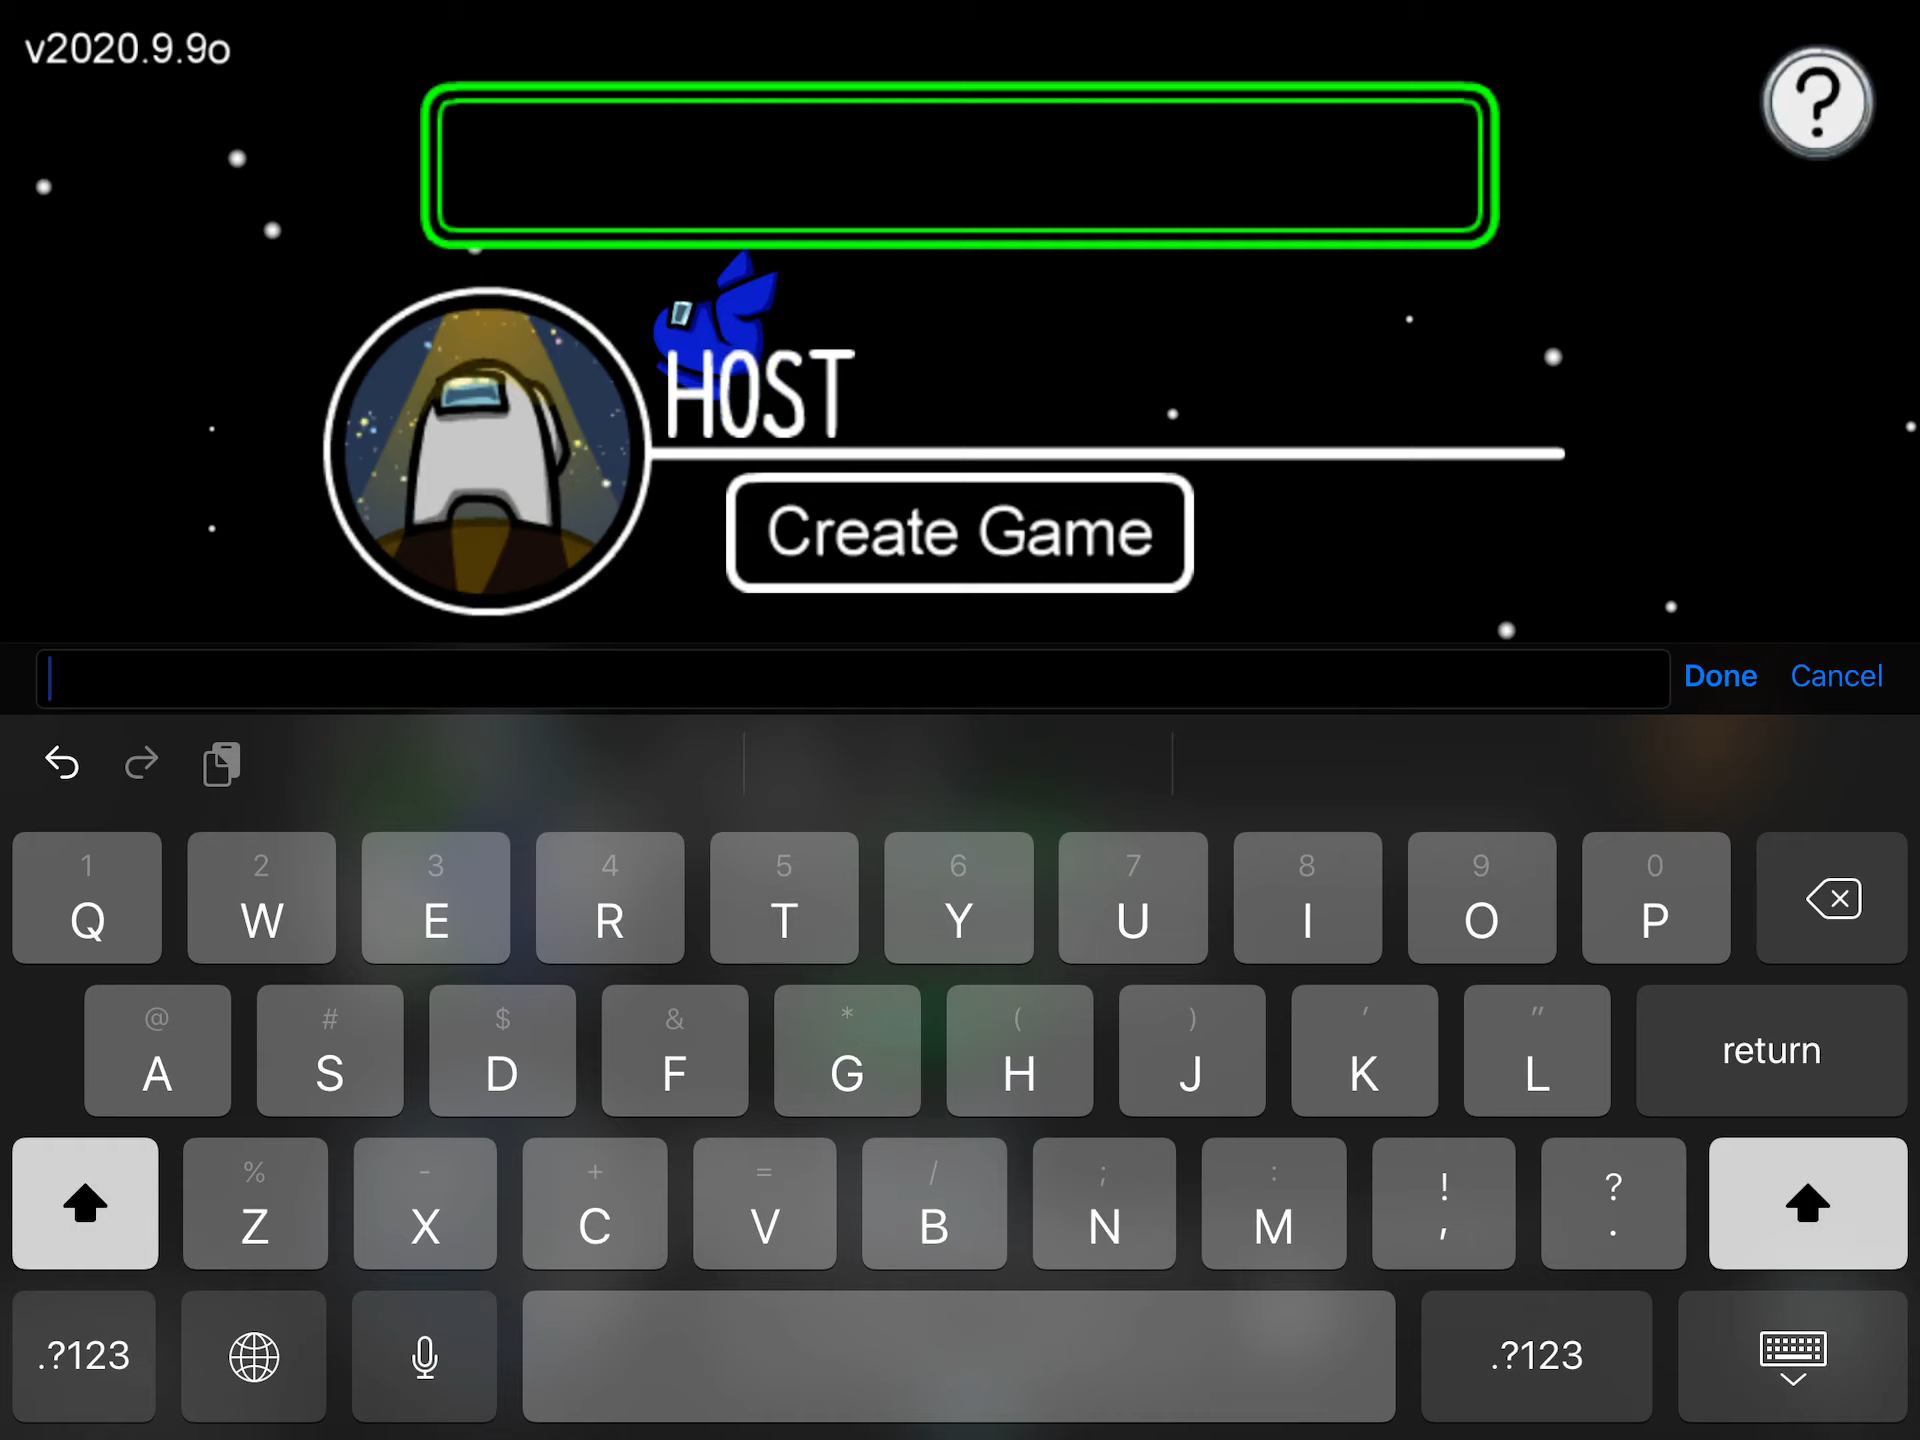 v2020.9.9o
?
HOST
Create Game
Done Cancel
1 2 3 4 5 6 7 8 9 0
Q W E R T Y U I O P
@ # $ & * ( ) ' "
A S D F G H J K L return
% - + = / ; : ! ?
Z X C V B N M , .
.?123 .?123